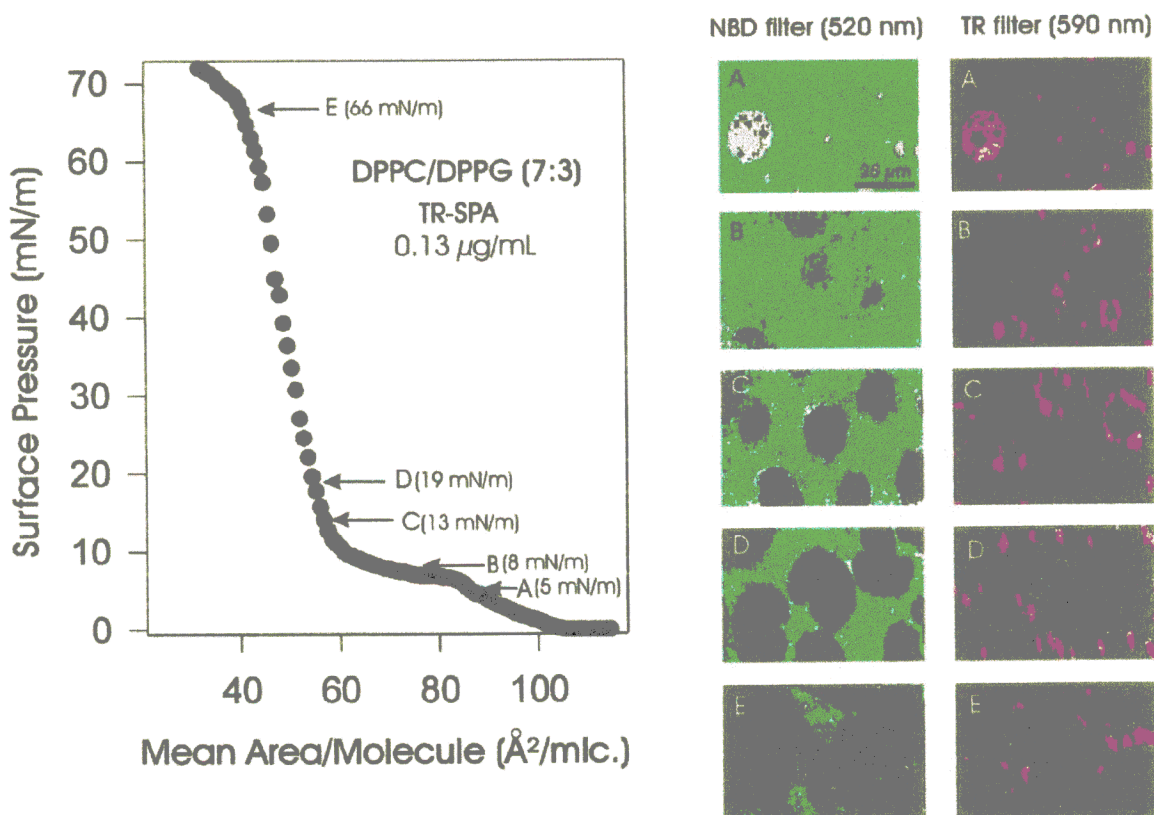 NBD filter (520 nm)
TR filter (590 nm)
Surface Pressure (mN/m)
70
60
50
40
30
20
10
0
E (66 mN/m)
DPPC/DPPG (7:3)
TR-SPA
0.13 µg/mL
D (19 mN/m)
C (13 mN/m)
B (8 mN/m)
A (5 mN/m)
40
60
80
100
Mean Area/Molecule (Å²/mlc.)
A
25 µm
A
B
B
C
C
D
D
E
E